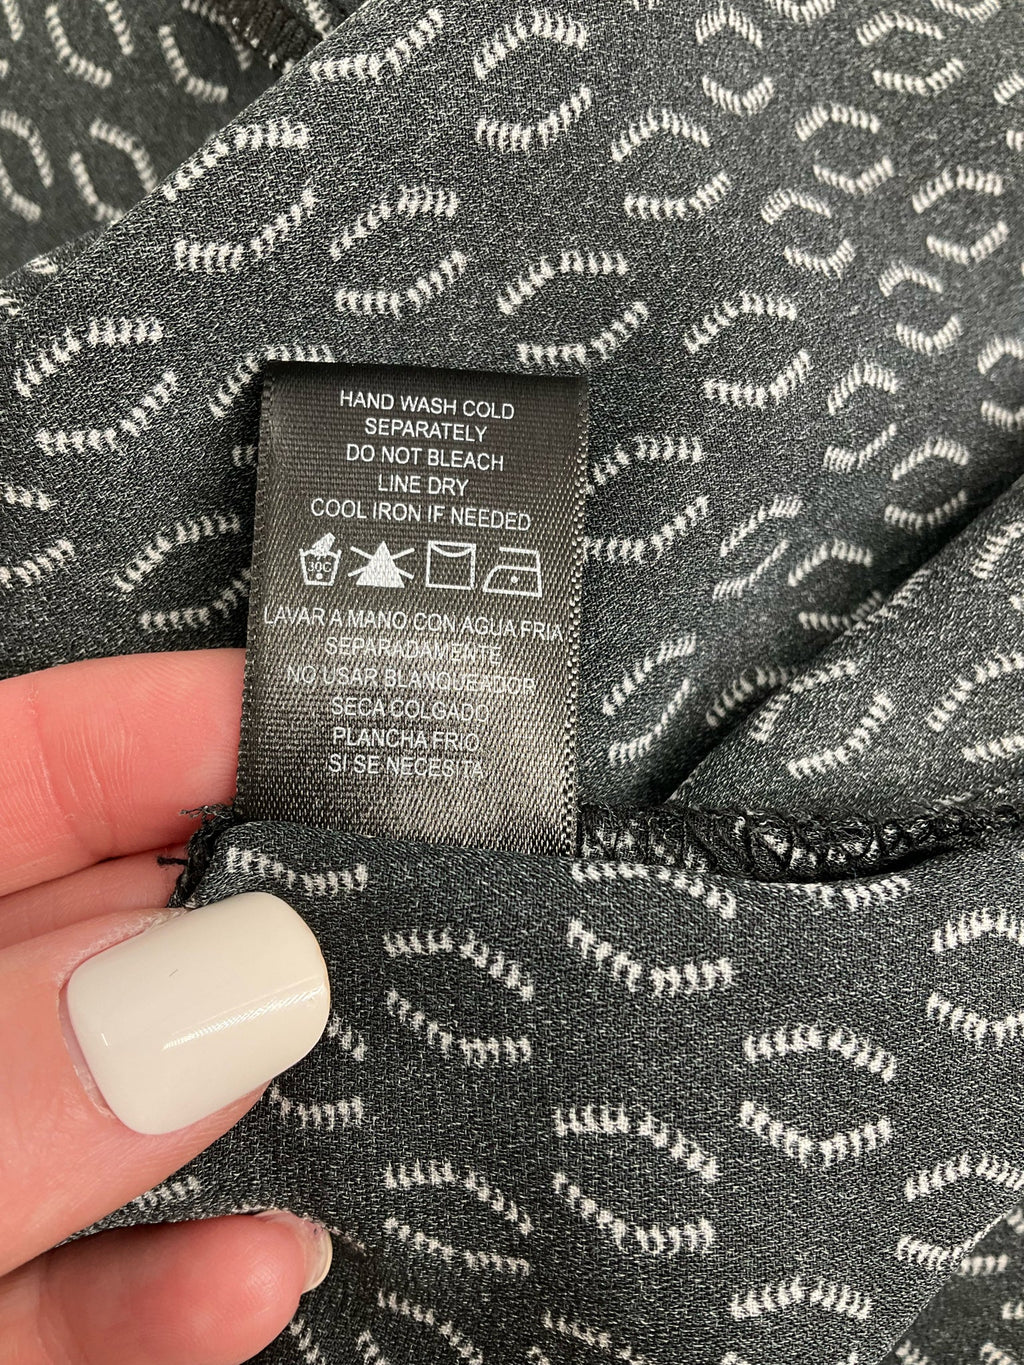 HAND WASH COLD
SEPARATELY
DO NOT BLEACH
LINE DRY
COOL IRON IF NEEDED
30C
LAVAR A MANO CON AGUA FRIA
SEPARADAMENTE
NO USAR BLANQUEADOR
SECA COLGADO
PLANCHA FRIO
SI SE NECESITA